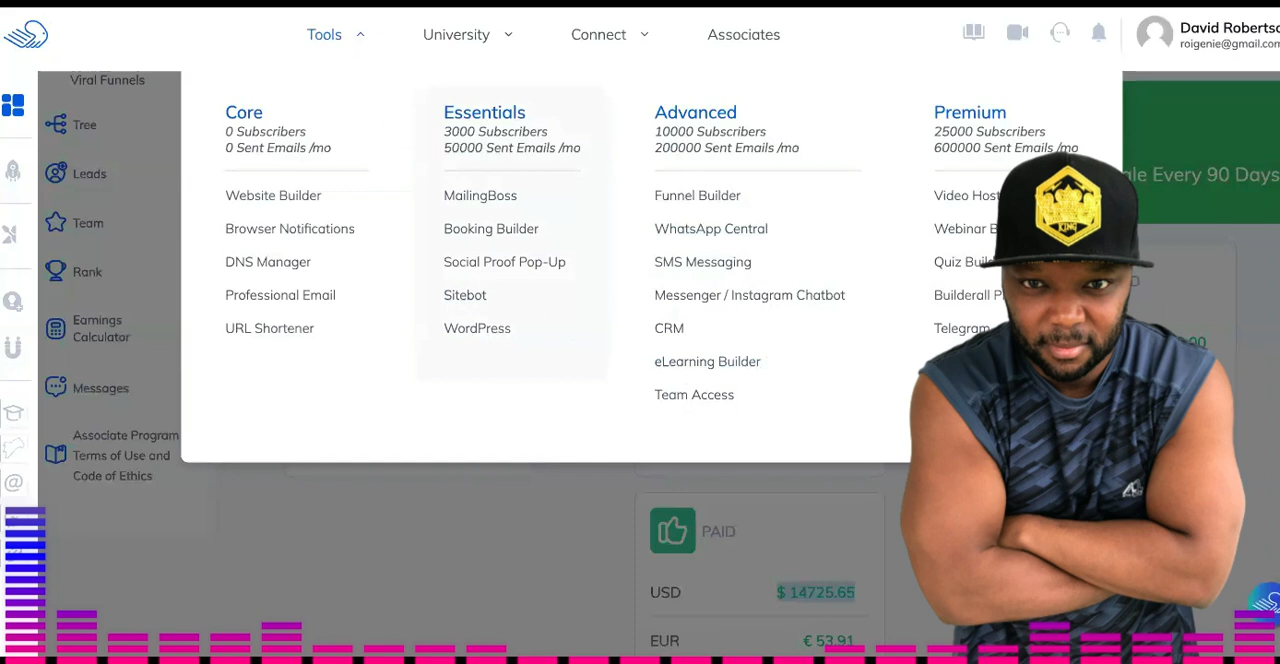 Tools
University
Connect
Associates
David Roberts
roigenie@gmail.com
Viral Funnels
Tree
Leads
Team
Rank
Earnings
Calculator
Messages
Associate Program
Terms of Use and
Code of Ethics
Core
0 Subscribers
0 Sent Emails /mo
Website Builder
Browser Notifications
DNS Manager
Professional Email
URL Shortener
Essentials
3000 Subscribers
50000 Sent Emails /mo
MailingBoss
Booking Builder
Social Proof Pop-Up
Sitebot
WordPress
Advanced
10000 Subscribers
200000 Sent Emails /mo
Funnel Builder
WhatsApp Central
SMS Messaging
Messenger / Instagram Chatbot
CRM
eLearning Builder
Team Access
Premium
25000 Subscribers
600000 Sent Emails /mo
Video Host
Webinar B
Quiz Buil
Builderall P
Telegram
Every 90 Days
KING
PAID
USD
$ 14725.65
EUR
€ 53.91